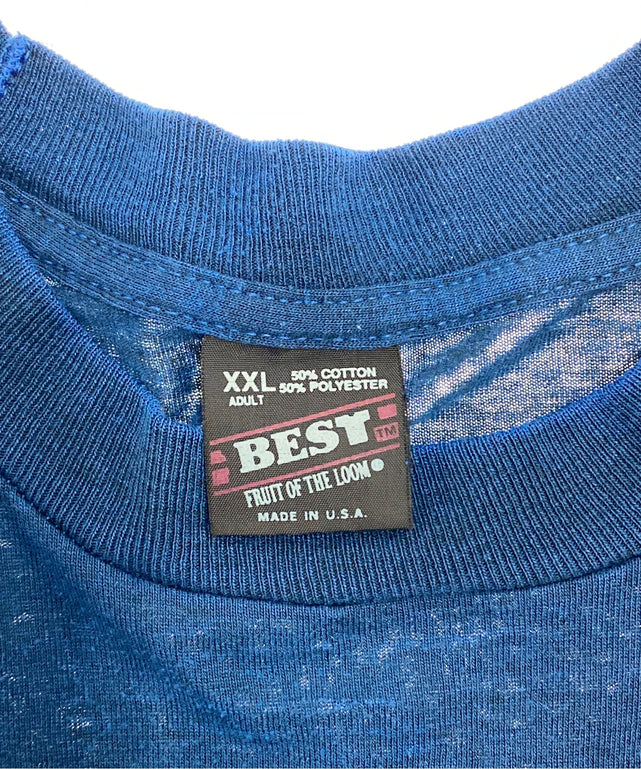 XXL 50% COTTON
ADULT 50% POLYESTER
BEST TM
FRUIT OF THE LOOM
MADE IN U.S.A.